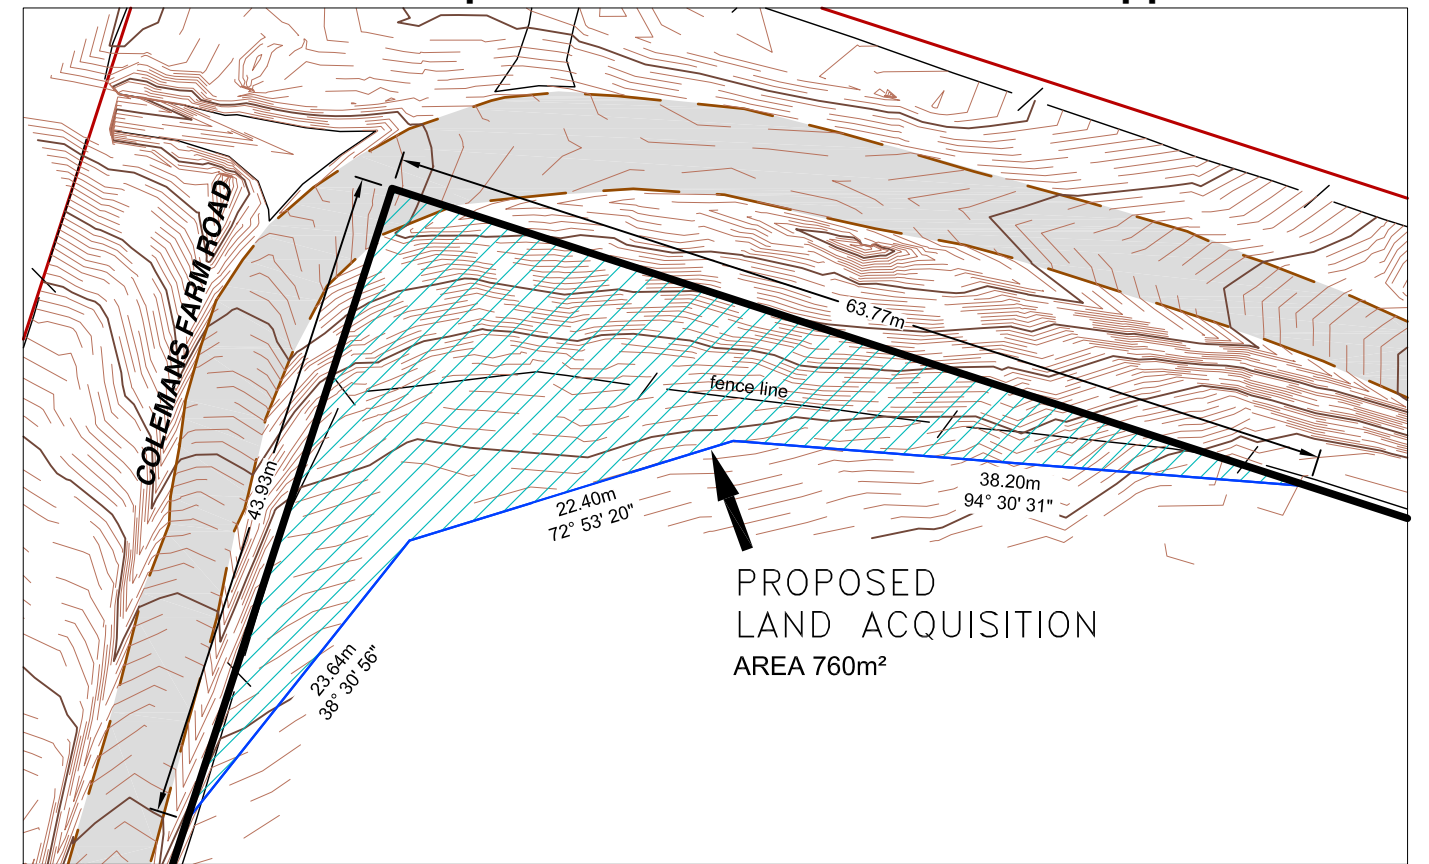 COLEMANS FARM ROAD
63.77m
fence line
43.93m
38.20m
94° 30' 31"
22.40m
72° 53' 20"
23.64m
38° 30' 56"
PROPOSED
LAND ACQUISITION
AREA 760m²